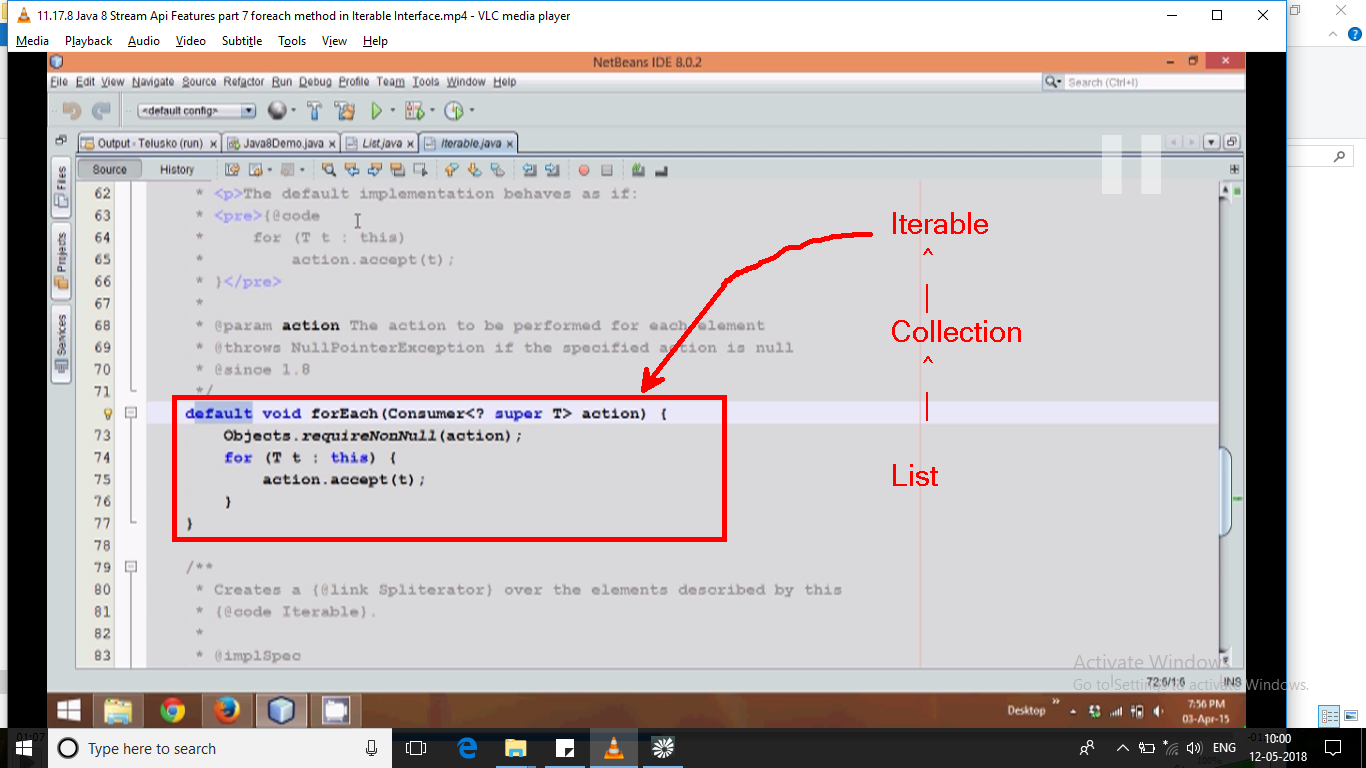 11.17.8 Java 8 Stream Api Features part 7 foreach method in Iterable Interface.mp4 - VLC media player
Media Playback Audio Video Subtitle Tools View Help
NetBeans IDE 8.0.2
File Edit View Navigate Source Refactor Run Debug Profile Team Tools Window Help
Search (Ctrl+I)
<default config>
Output - Telusko (run) x Java8Demo.java x List.java x Iterable.java x
Source History
Files
Projects
Services
62 * <p>The default implementation behaves as if:
63 * <pre>{@code
64 * for (T t : this)
65 * action.accept(t);
66 * }</pre>
67 *
68 * @param action The action to be performed for each element
69 * @throws NullPointerException if the specified action is null
70 * @since 1.8
71 */
default void forEach(Consumer<? super T> action) {
73 Objects.requireNonNull(action);
74 for (T t : this) {
75 action.accept(t);
76 }
77 }
78
79 /**
80 * Creates a {@link Spliterator} over the elements described by this
81 * {@code Iterable}.
82 *
83 * @implSpec
Iterable
^
|
Collection
^
|
List
Activate Windows
Go to Settings to activate Windows.
INS
Desktop
7:56 PM
03-Apr-15
Type here to search
ENG
10:00
12-05-2018